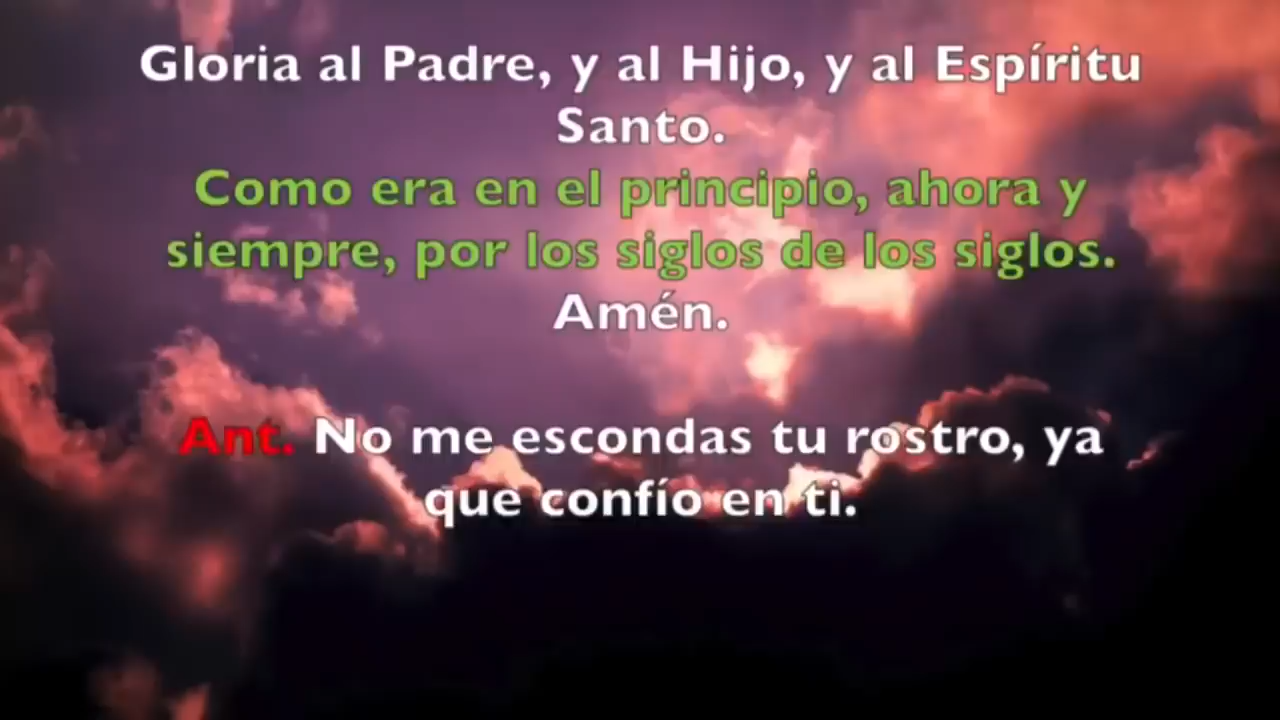 Gloria al Padre, y al Hijo, y al Espíritu
Santo.
Como era en el principio, ahora y
siempre, por los siglos de los siglos.
Amén.
Ant. No me escondas tu rostro, ya
que confío en ti.